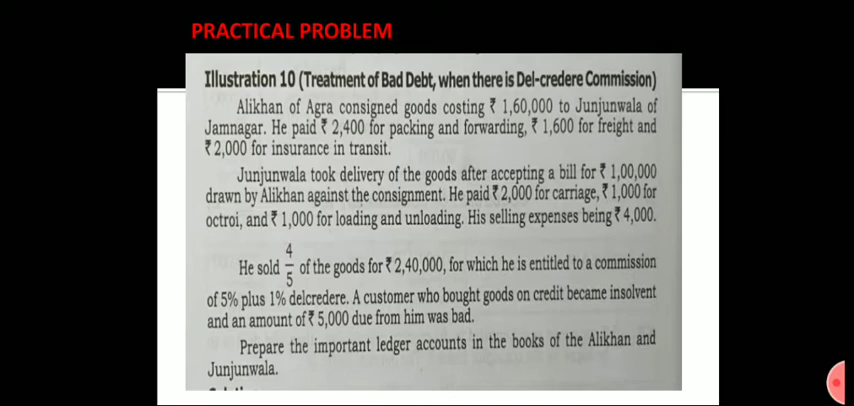 PRACTICAL PROBLEM
Illustration 10 (Treatment of Bad Debt, when there is Del-credere Commission)
Alikhan of Agra consigned goods costing ₹ 1,60,000 to Junjunwala of
Jamnagar. He paid ₹ 2,400 for packing and forwarding, ₹ 1,600 for freight and
₹ 2,000 for insurance in transit.
Junjunwala took delivery of the goods after accepting a bill for ₹ 1,00,000
drawn by Alikhan against the consignment. He paid ₹ 2,000 for carriage, ₹ 1,000 for
octroi, and ₹ 1,000 for loading and unloading. His selling expenses being ₹ 4,000.
He sold 4/5 of the goods for ₹ 2,40,000, for which he is entitled to a commission
of 5% plus 1% delcredere. A customer who bought goods on credit became insolvent
and an amount of ₹ 5,000 due from him was bad.
Prepare the important ledger accounts in the books of the Alikhan and
Junjunwala.